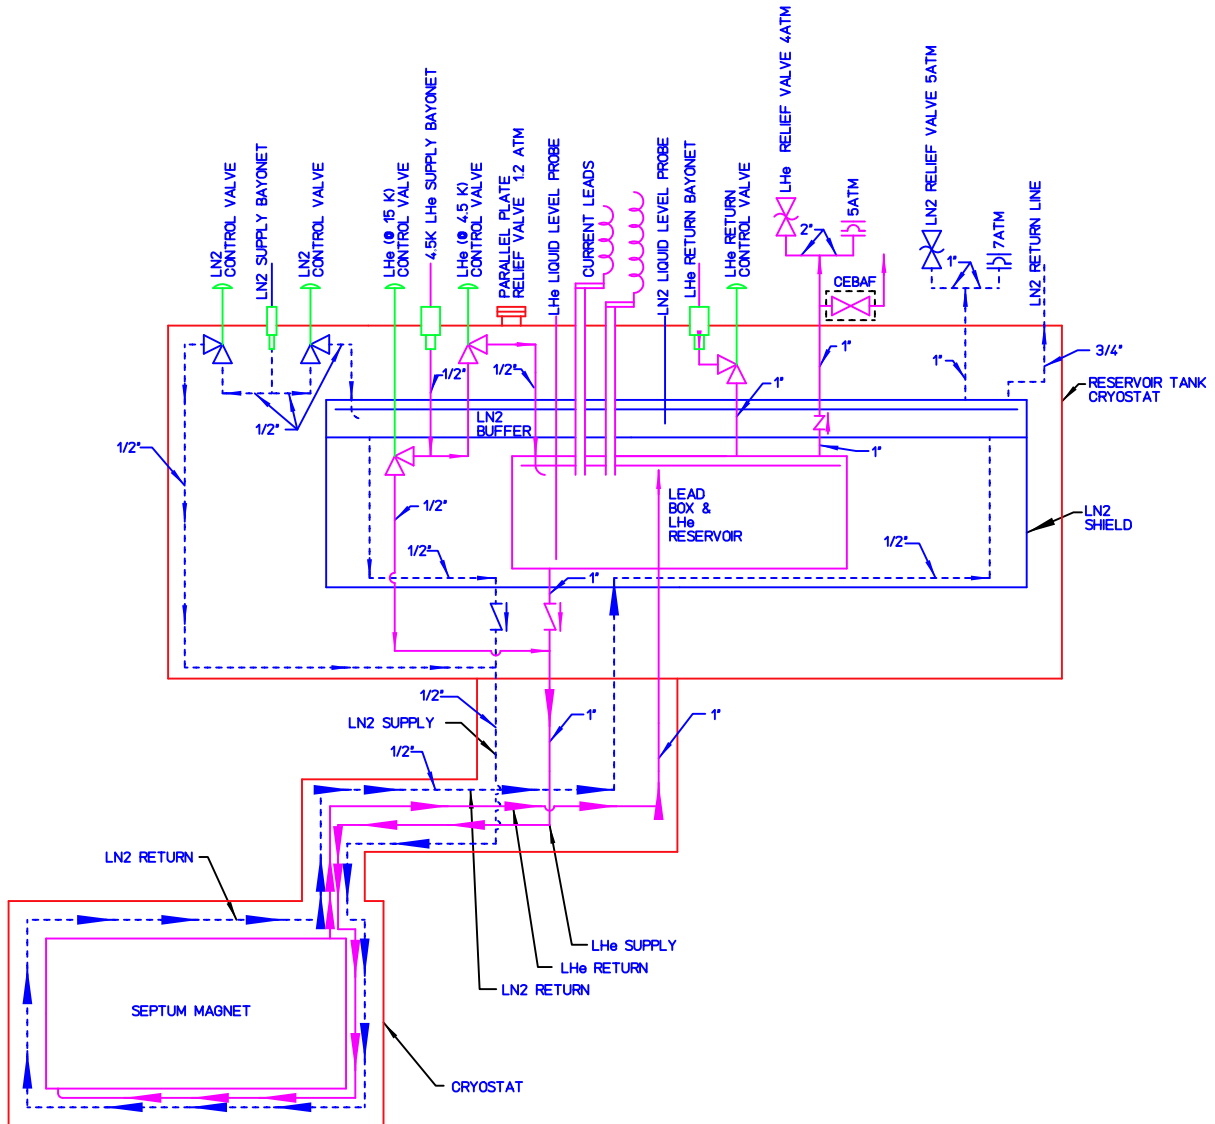 LN2
CONTROL VALVE
LN2 SUPPLY BAYONET
LN2
CONTROL VALVE
LHe (@ 15 K)
CONTROL VALVE
4.5K LHe SUPPLY BAYONET
LHe (@ 4.5 K)
CONTROL VALVE
PARALLEL PLATE
RELIEF VALVE 1.2 ATM
LHe LIQUID LEVEL PROBE
CURRENT LEADS
LN2 LIQUID LEVEL PROBE
LHe RETURN BAYONET
LHe RETURN
CONTROL VALVE
LHe RELIEF VALVE 4ATM
2"
5ATM
CEBAF
LN2 RELIEF VALVE 5ATM
1"
7ATM
LN2 RETURN LINE
1/2"
1/2"
1"
1"
3/4"
1"
RESERVOIR TANK
CRYOSTAT
1/2"
1/2"
LN2
BUFFER
1"
LEAD
BOX &
LHe
RESERVOIR
1/2"
LN2
SHIELD
1/2"
1/2"
1"
1/2"
LN2 SUPPLY
1"
1"
1/2"
LN2 RETURN
LHe SUPPLY
LHe RETURN
LN2 RETURN
SEPTUM MAGNET
CRYOSTAT